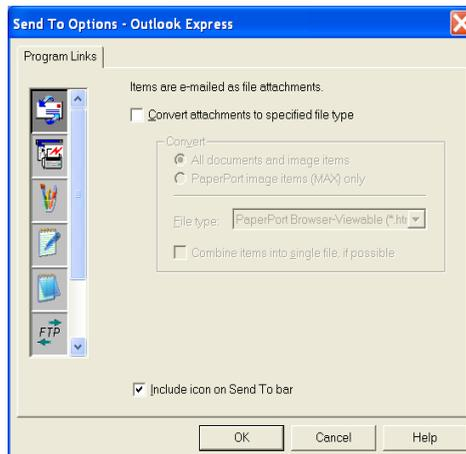 Send To Options - Outlook Express
Program Links
Items are e-mailed as file attachments.
Convert attachments to specified file type
Convert
All documents and image items
PaperPort image items (MAX) only
File type: PaperPort Browser-Viewable (*.htm
Combine items into single file, if possible
FTP
Include icon on Send To bar
OK Cancel Help